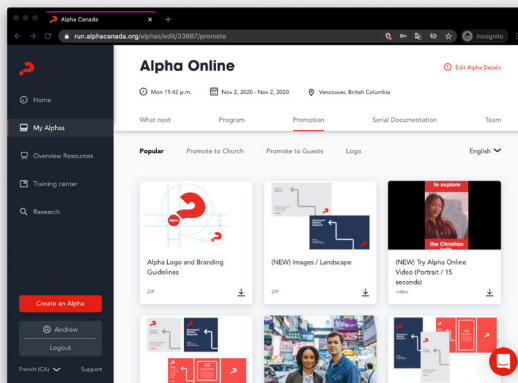 Alpha Canada
run.alphacanada.org/alphas/edit/33687/promote
Incognito
Alpha Online
Edit Alpha Details
Mon 11:42 p.m.
Nov 2, 2020 - Nov 2, 2020
Vancouver, British Columbia
What next
Program
Promotion
Serial Documentation
Team
Home
My Alphas
Overview Resources
Training center
Research
Create an Alpha
Andrew
Logout
French (CA)
Support
Popular
Promote to Church
Promote to Guests
Logo
English
Alpha
Alpha Logo and Branding
Guidelines
ZIP
(NEW) Images / Landscape
ZIP
to explore
the Christian
(NEW) Try Alpha Online
Video (Portrait / 15
seconds)
video